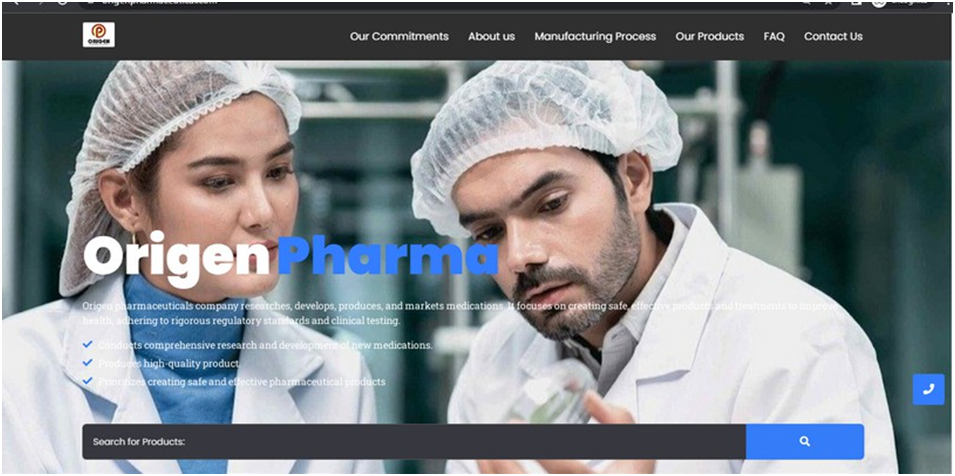 ORIGEN
Our Commitments About us Manufacturing Process Our Products FAQ Contact Us
OrigenPharma
Origen pharmaceuticals company researches, develops, produces, and markets medications. It focuses on creating safe, effective products and treatments to improve
health, adhering to rigorous regulatory standards and clinical testing.
Conducts comprehensive research and development of new medications.
Produces high-quality product
Prioritizes creating safe and effective pharmaceutical products
Search for Products: